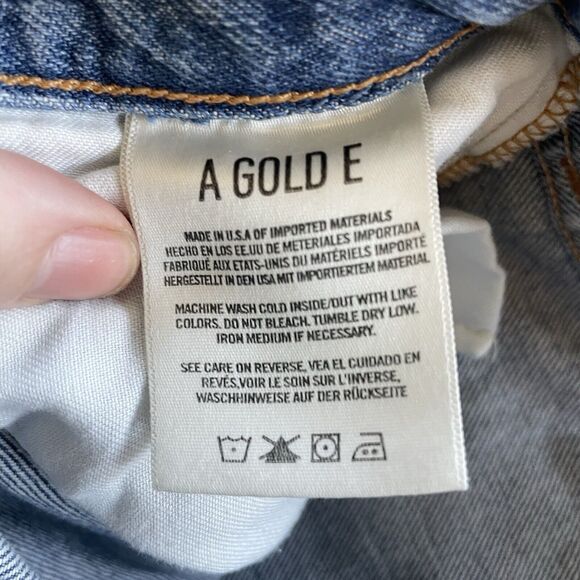 A GOLD E
MADE IN U.S.A OF IMPORTED MATERIALS
HECHO EN LOS EE.UU DE METERIALES IMPORTADA
FABRIQUÉ AUX ETATS-UNIS DU MATÉRIELS IMPORTÉ
HERGESTELLT IN DEN USA MIT IMPORTIERTEM MATERIAL
MACHINE WASH COLD INSIDE/OUT WITH LIKE
COLORS. DO NOT BLEACH. TUMBLE DRY LOW.
IRON MEDIUM IF NECESSARY.
SEE CARE ON REVERSE, VEA EL CUIDADO EN
REVÉS,VOIR LE SOIN SUR L'INVERSE,
WASCHHINWEISE AUF DER RÜCKSEITE